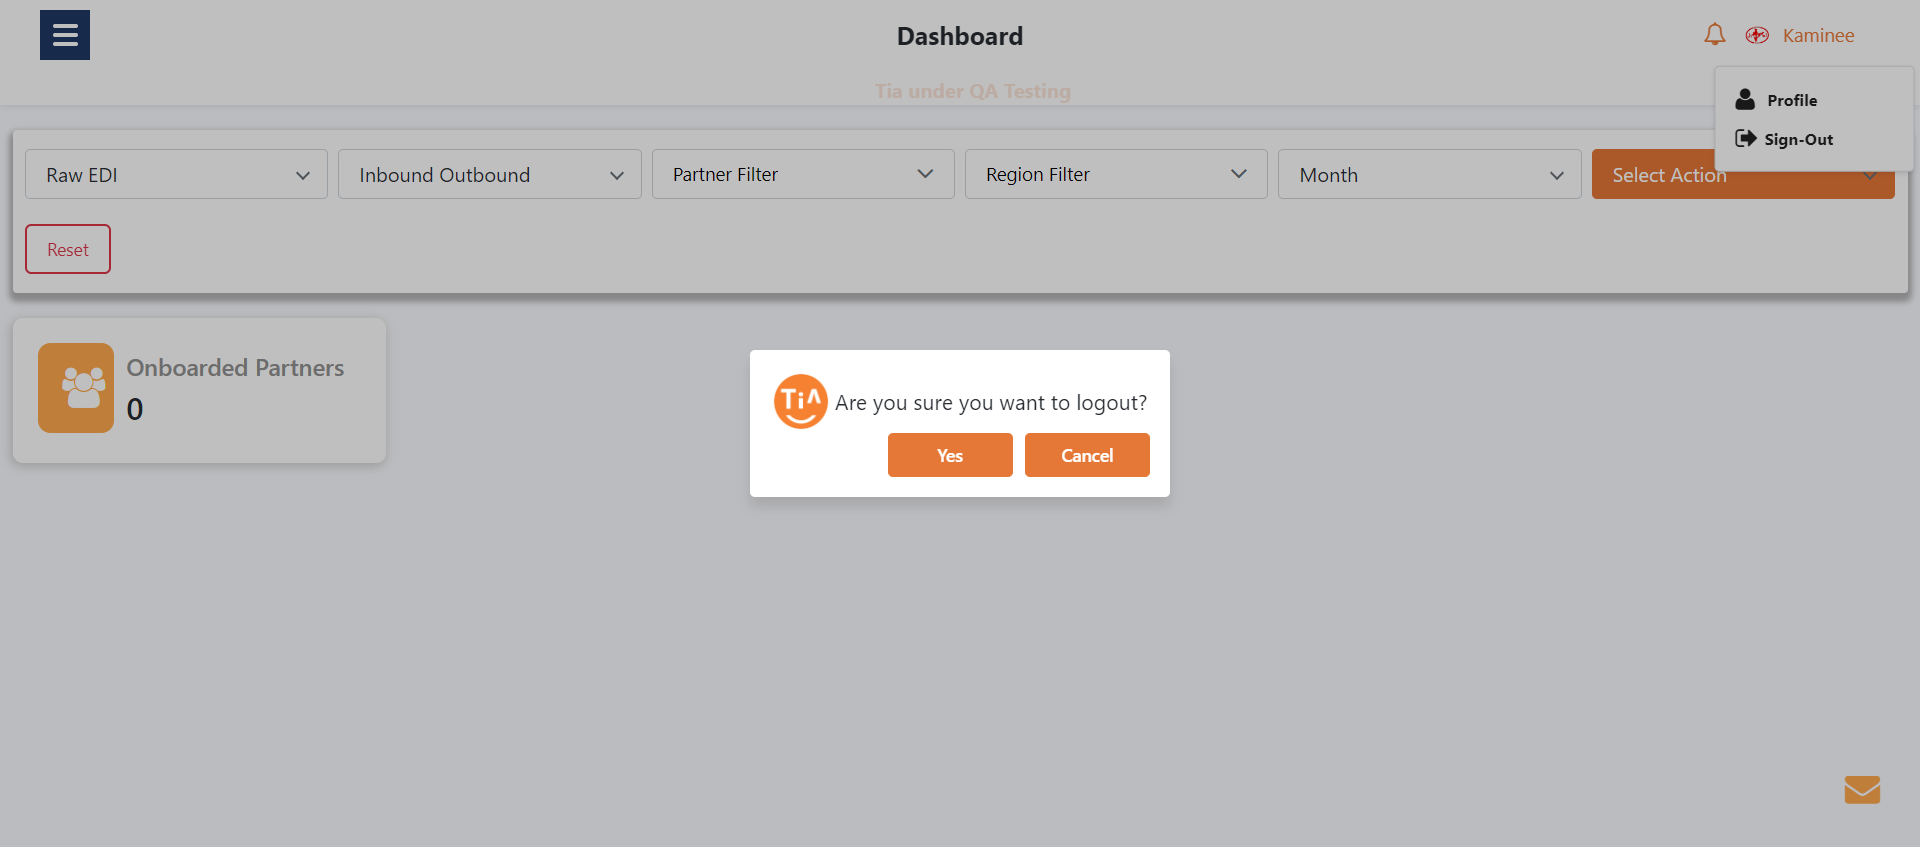 Dashboard
Kaminee
Tia under QA Testing
Profile
Sign-Out
Raw EDI
Inbound Outbound
Partner Filter
Region Filter
Month
Select Action
Reset
Onboarded Partners
0
TiA
Are you sure you want to logout?
Yes
Cancel